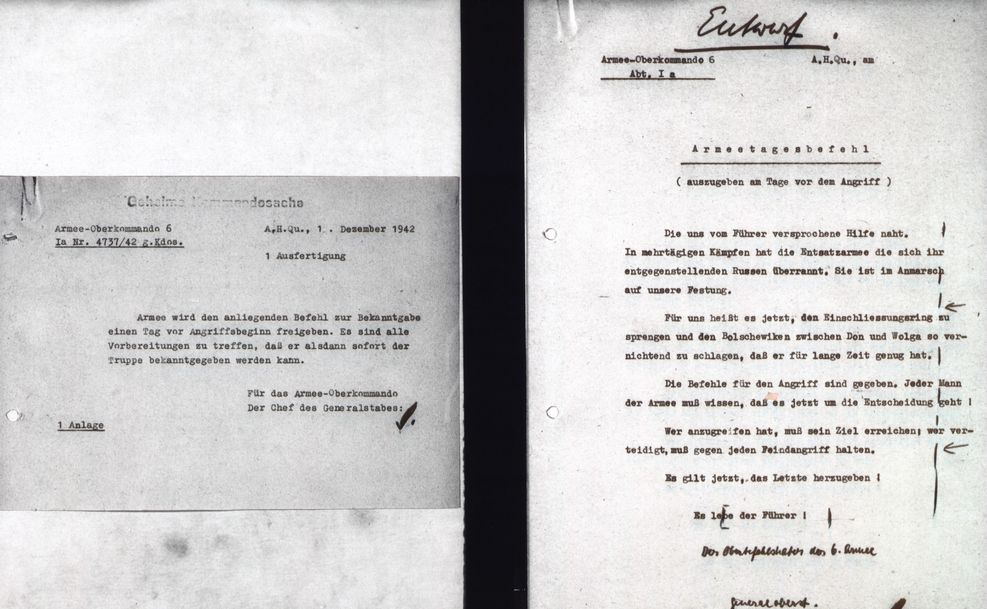 Geheime Kommandosache
Armee-Oberkommando 6
Ia Nr. 4737/42 g.Kdos.
A.H.Qu., 1 . Dezember 1942
1 Ausfertigung
Armee wird den anliegenden Befehl zur Bekanntgabe
einen Tag vor Angriffsbeginn freigeben. Es sind alle
Vorbereitungen zu treffen, daß er alsdann sofort der
Truppe bekanntgegeben werden kann.
Für das Armee-Oberkommando
Der Chef des Generalstabes:
1 Anlage
Entwurf.
Armee-Oberkommando 6
Abt. I a
A.H.Qu., am
Armeetagesbefehl
( auszugeben am Tage vor dem Angriff )
Die uns vom Führer versprochene Hilfe naht.
In mehrtägigen Kämpfen hat die Entsatzarmee die sich ihr
entgegenstellenden Russen überrannt. Sie ist im Anmarsch
auf unsere Festung.
Für uns heißt es jetzt, den Einschliessungsring zu
sprengen und den Bolschewiken zwischen Don und Wolga so ver-
nichtend zu schlagen, daß er für lange Zeit genug hat.
Die Befehle für den Angriff sind gegeben. Jeder Mann
der Armee muß wissen, daß es jetzt um die Entscheidung geht !
Wer anzugreifen hat, muß sein Ziel erreichen; wer ver-
teidigt, muß gegen jeden Feindangriff halten.
Es gilt jetzt, das Letzte herzugeben !
Es lebe der Führer !
Der Oberbefehlshaber der 6. Armee
Generaloberst.